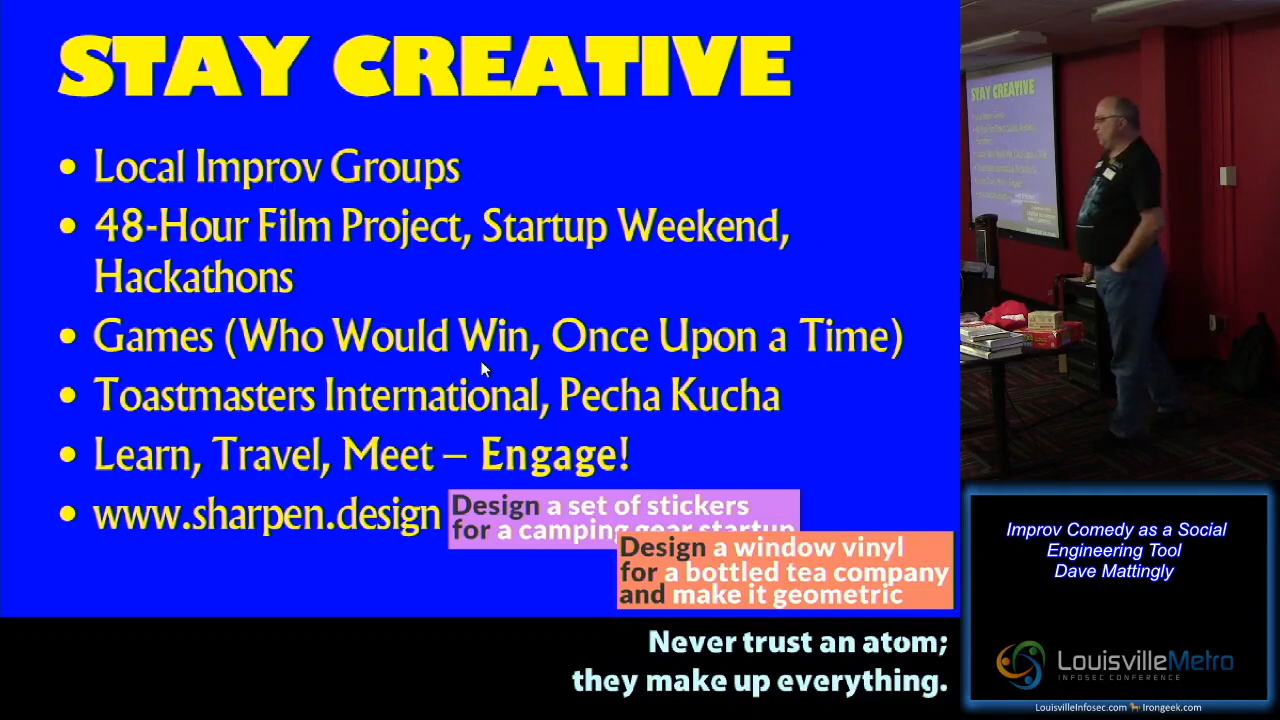 STAY CREATIVE
• Local Improv Groups
• 48-Hour Film Project, Startup Weekend,
Hackathons
• Games (Who Would Win, Once Upon a Time)
• Toastmasters International, Pecha Kucha
• Learn, Travel, Meet – Engage!
• www.sharpen.design
Design a set of stickers
for a camping gear startup
Design a window vinyl
for a bottled tea company
and make it geometric
Never trust an atom;
they make up everything.
STAY CREATIVE
Improv Comedy as a Social
Engineering Tool
Dave Mattingly
LouisvilleMetro
INFOSEC CONFERENCE
LouisvilleInfosec.com Irongeek.com